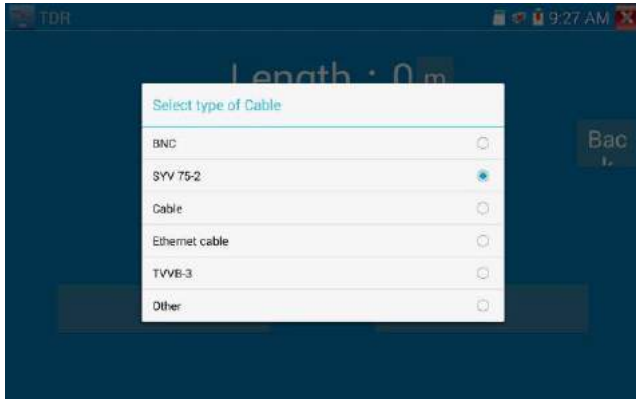 TDR
9:27 AM
Length : 0 m
Select type of Cable
BNC
SYV 75-2
Cable
Ethernet cable
TVVB-3
Other
Bac
k